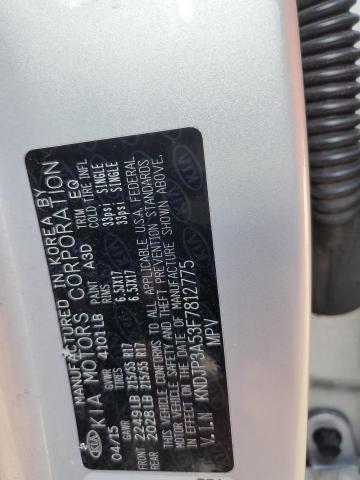 MANUFACTURED IN KOREA BY
KIA KIA MOTORS CORPORATION
04/15 GVWR 4101LB PAINT A3D TRIM EQ
GAWR TIRES RIMS COLD TIRE INFL
FRONT 2249LB 215/55 R17 6.5JX17 33psi SINGLE
REAR 2028LB 215/55 R17 6.5JX17 33psi SINGLE
THIS VEHICLE CONFORMS TO ALL APPLICABLE U.S.A. FEDERAL
MOTOR VEHICLE SAFETY AND THEFT PREVENTION STANDARDS
IN EFFECT ON THE DATE OF MANUFACTURE SHOWN ABOVE.
V.I.N KNDJP3A53F7812775
MPV